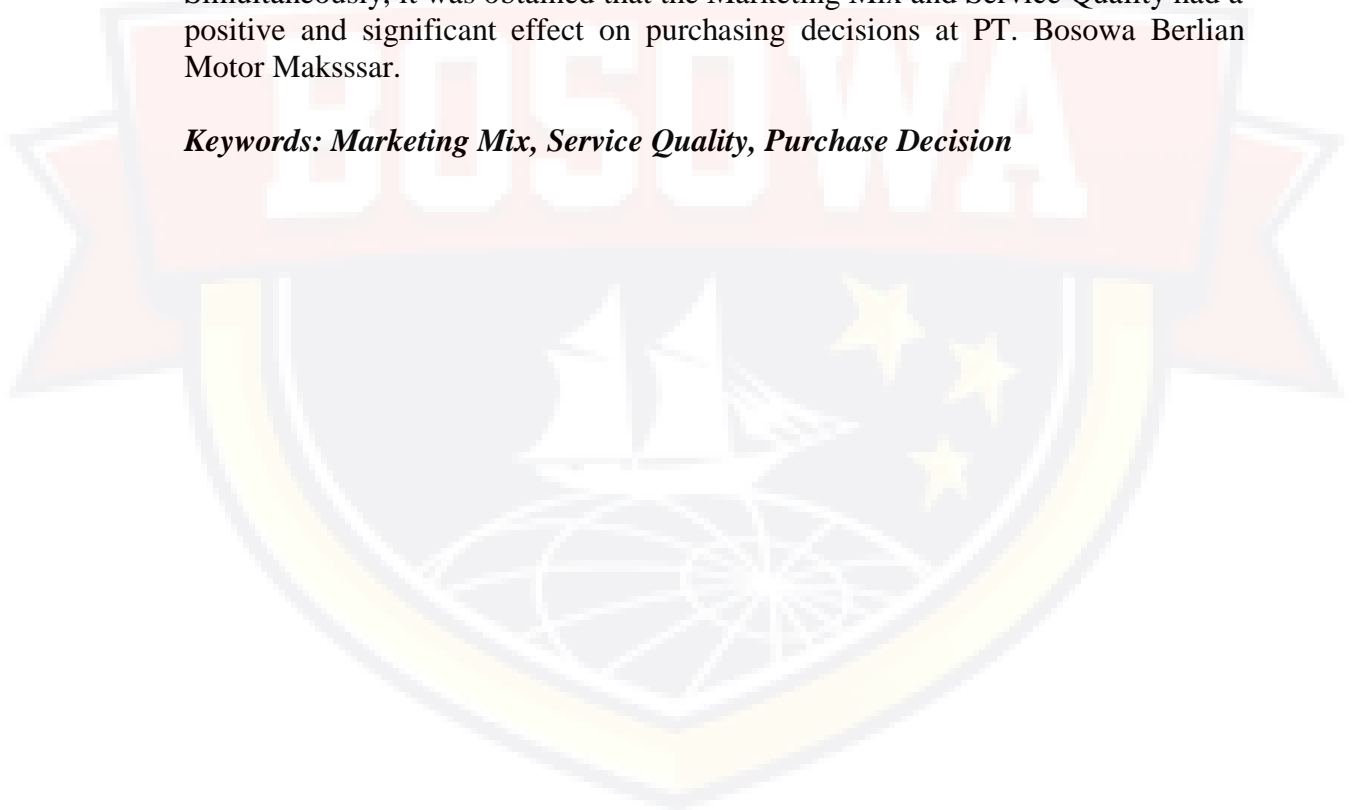 Simultaneously, it was obtained that the Marketing Mix and Service Quality had a
positive and significant effect on purchasing decisions at PT. Bosowa Berlian
Motor Maksssar.
Keywords: Marketing Mix, Service Quality, Purchase Decision
BOSOWA